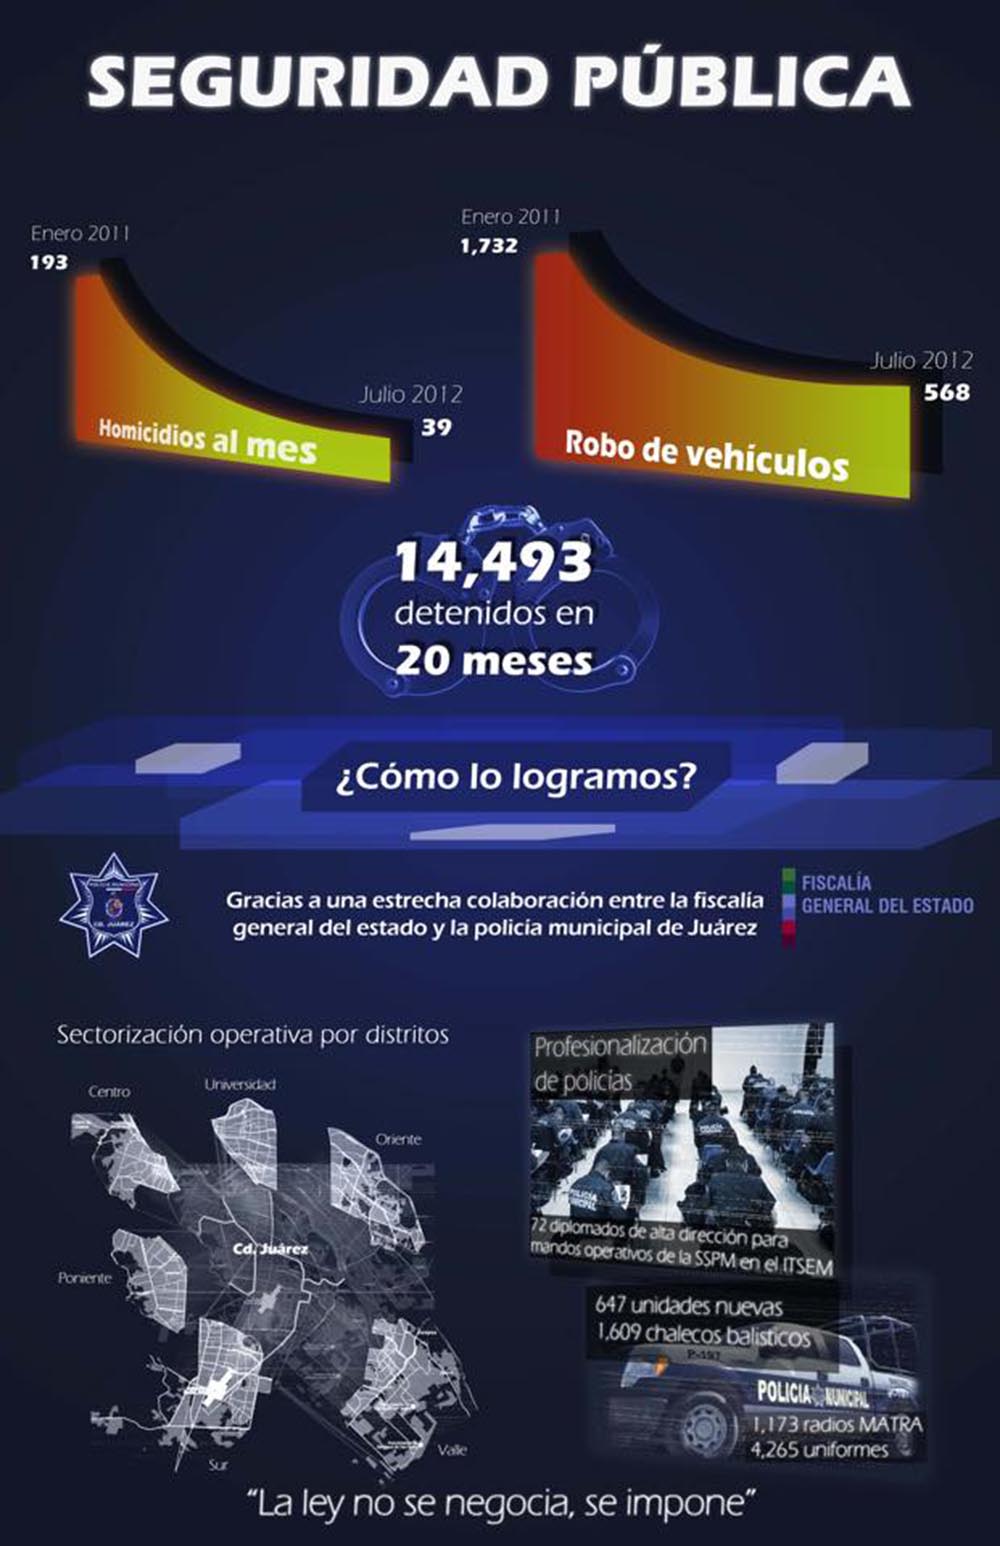 SEGURIDAD PÚBLICA
Enero 2011
193
Julio 2012
39
Homicidios al mes
Enero 2011
1,732
Julio 2012
568
Robo de vehículos
14,493
detenidos en
20 meses
¿Cómo lo logramos?
CD. JUÁREZ
Gracias a una estrecha colaboración entre la fiscalía
general del estado y la policía municipal de Juárez
FISCALÍA
GENERAL DEL ESTADO
Sectorización operativa por distritos
Centro
Universidad
Oriente
Cd. Juárez
Poniente
Sur
Valle
Profesionalización
de policías
POLICIA
MUNICIPAL
72 diplomados de alta dirección para
mandos operativos de la SSPM en el ITSEM
647 unidades nuevas
1,609 chalecos balísticos
P-197
POLICIA MUNICIPAL
1,173 radios MATRA
4,265 uniformes
“La ley no se negocia, se impone”